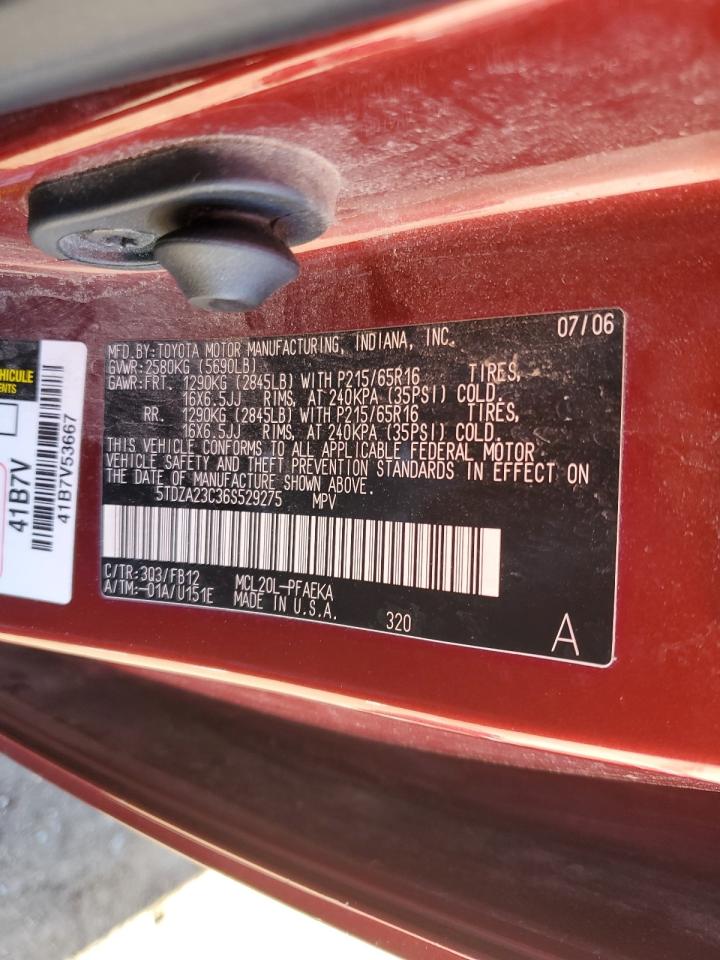 07/06
MFD.BY:TOYOTA MOTOR MANUFACTURING, INDIANA, INC.
GVWR:2580KG (5690LB)
GAWR:FRT. 1290KG (2845LB) WITH P215/65R16 TIRES,
16X6.5JJ RIMS, AT 240KPA (35PSI) COLD.
RR. 1290KG (2845LB) WITH P215/65R16 TIRES,
16X6.5JJ RIMS, AT 240KPA (35PSI) COLD.
THIS VEHICLE CONFORMS TO ALL APPLICABLE FEDERAL MOTOR
VEHICLE SAFETY AND THEFT PREVENTION STANDARDS IN EFFECT ON
THE DATE OF MANUFACTURE SHOWN ABOVE.
5TDZA23C36S529275 MPV
C/TR:3Q3/FB12 MCL20L-PFAEKA
A/TM:-01A/U151E MADE IN U.S.A.
320
A
41B7V
41B7V53667